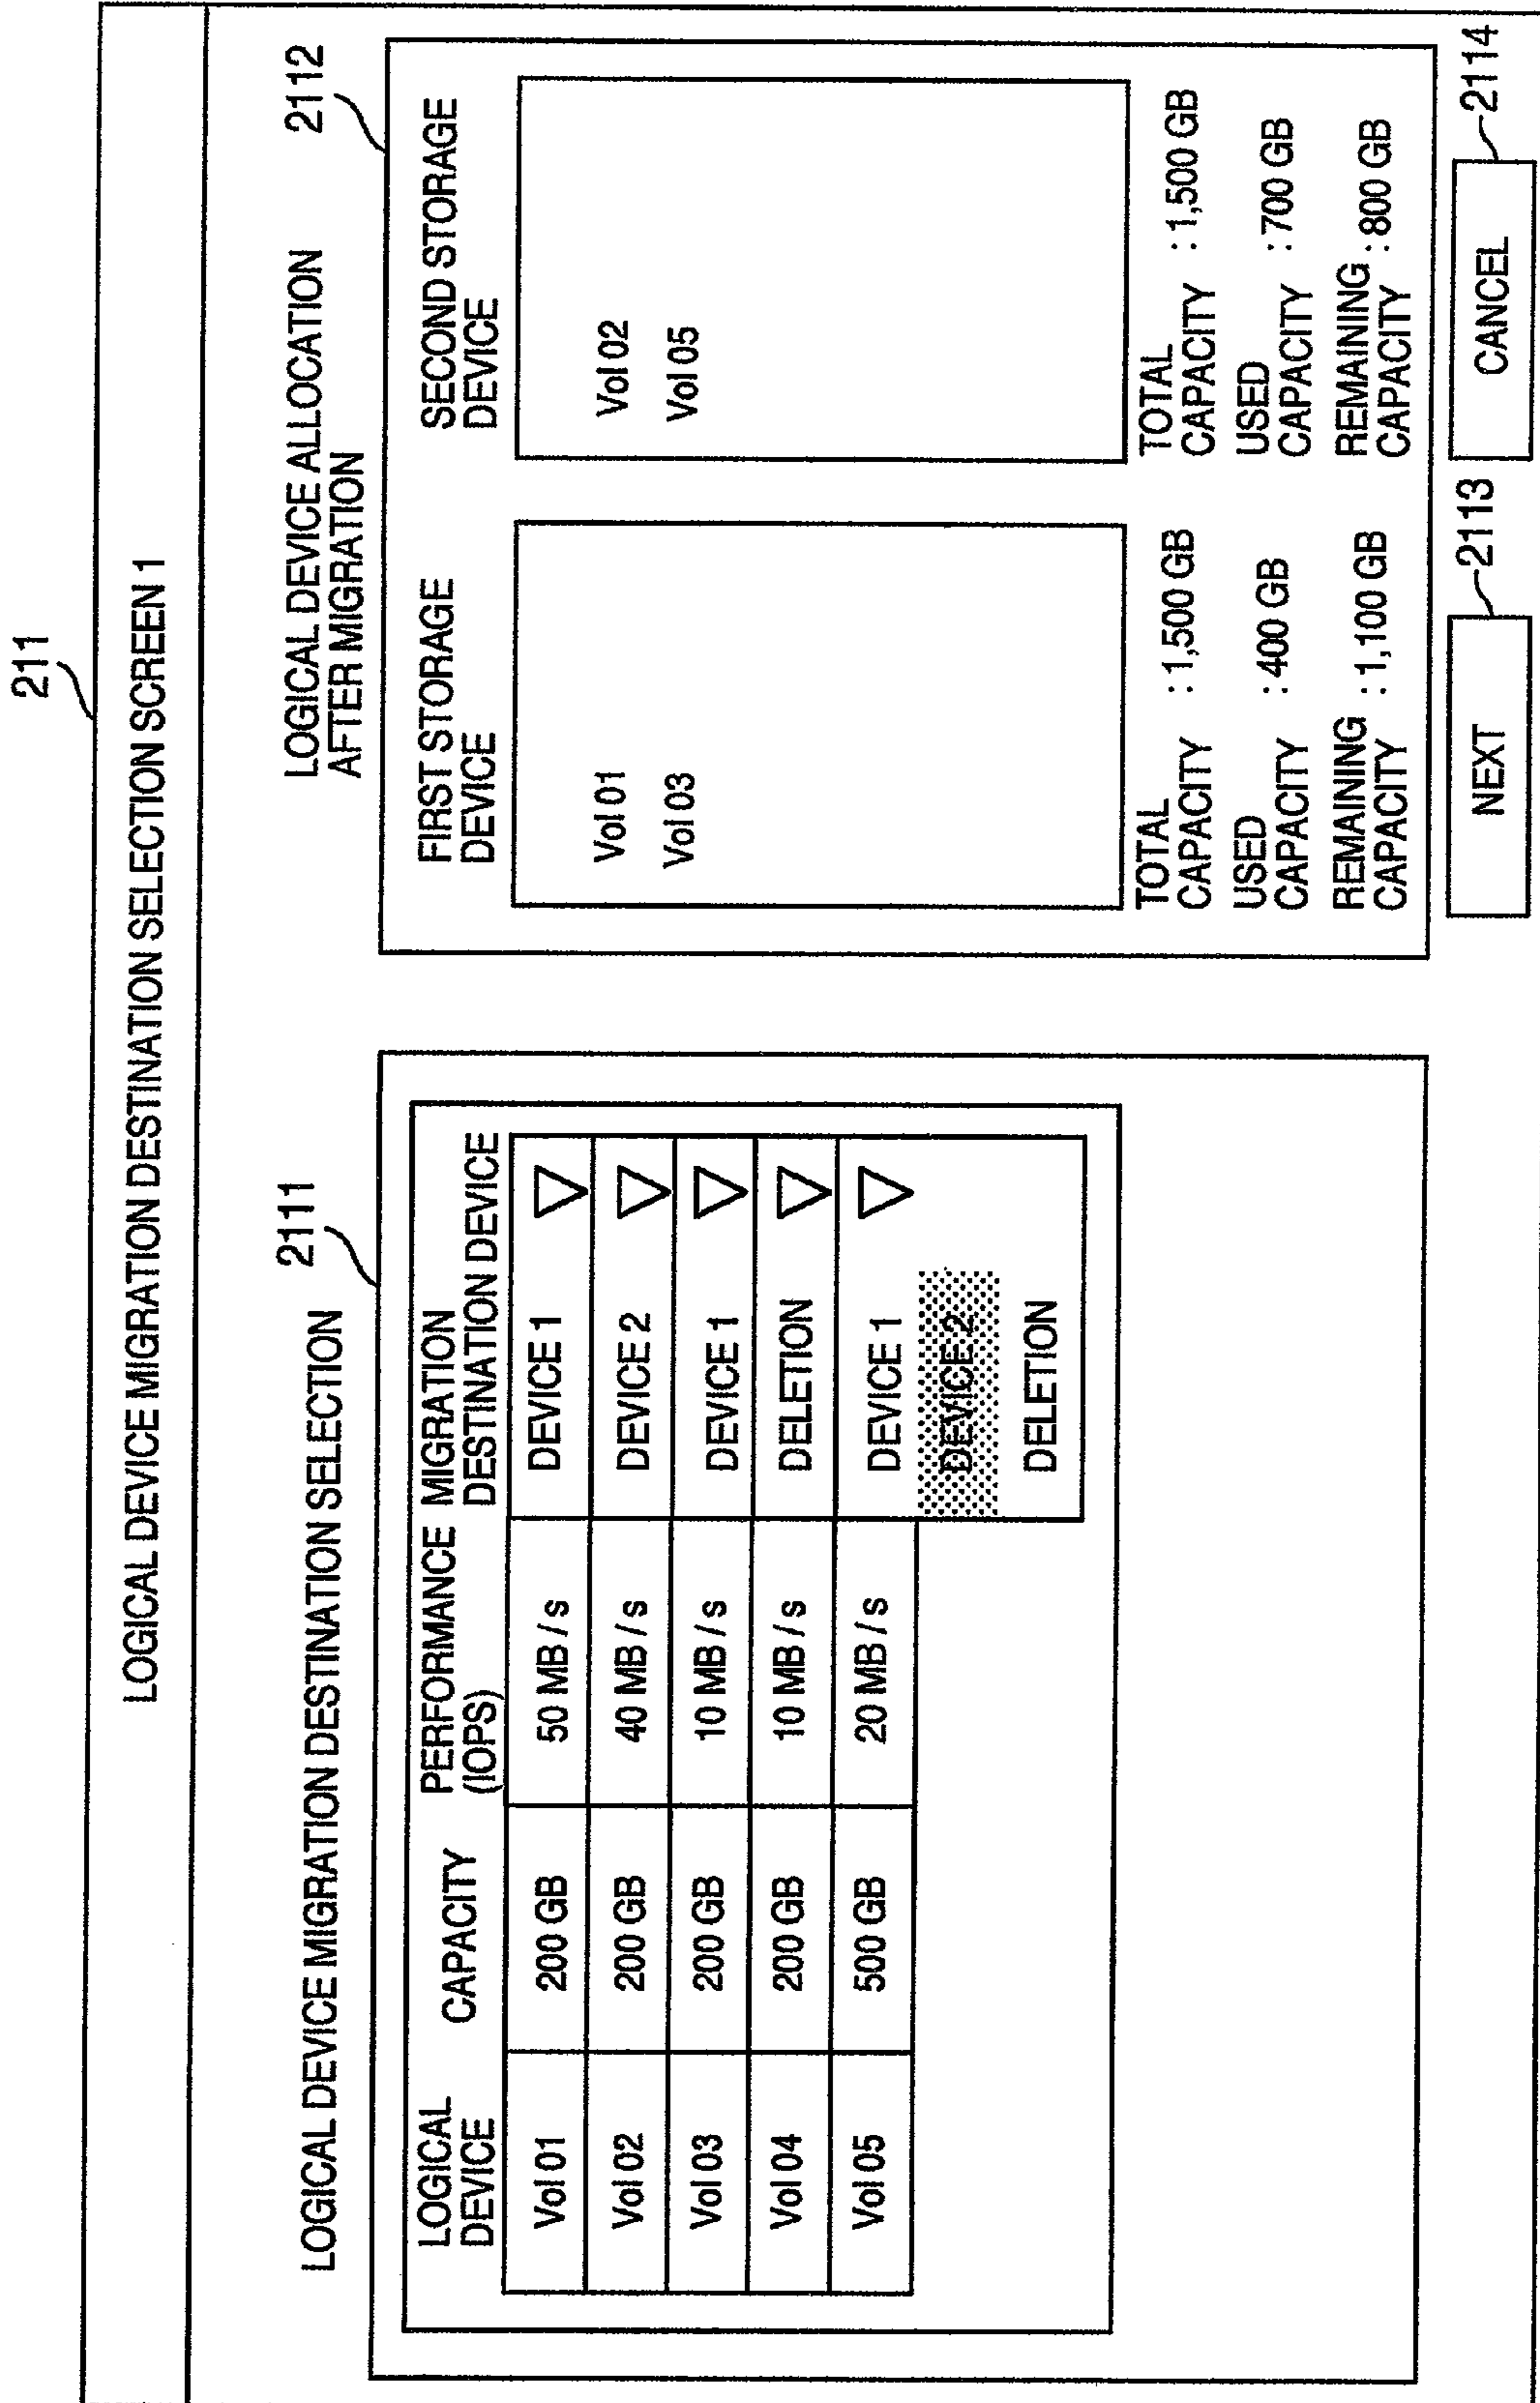 211
LOGICAL DEVICE MIGRATION DESTINATION SELECTION SCREEN 1
LOGICAL DEVICE MIGRATION DESTINATION SELECTION
2111
LOGICAL DEVICE
CAPACITY
PERFORMANCE (IOPS)
MIGRATION DESTINATION DEVICE
Vol 01 200 GB 50 MB / s DEVICE 1
Vol 02 200 GB 40 MB / s DEVICE 2
Vol 03 200 GB 10 MB / s DEVICE 1
Vol 04 200 GB 10 MB / s DELETION
Vol 05 500 GB 20 MB / s DEVICE 1
DEVICE 2
DELETION
LOGICAL DEVICE ALLOCATION
AFTER MIGRATION
2112
FIRST STORAGE
DEVICE
Vol 01
Vol 03
TOTAL
CAPACITY : 1,500 GB
USED
CAPACITY : 400 GB
REMAINING
CAPACITY : 1,100 GB
SECOND STORAGE
DEVICE
Vol 02
Vol 05
TOTAL
CAPACITY : 1,500 GB
USED
CAPACITY : 700 GB
REMAINING
CAPACITY : 800 GB
NEXT
2113
CANCEL
2114